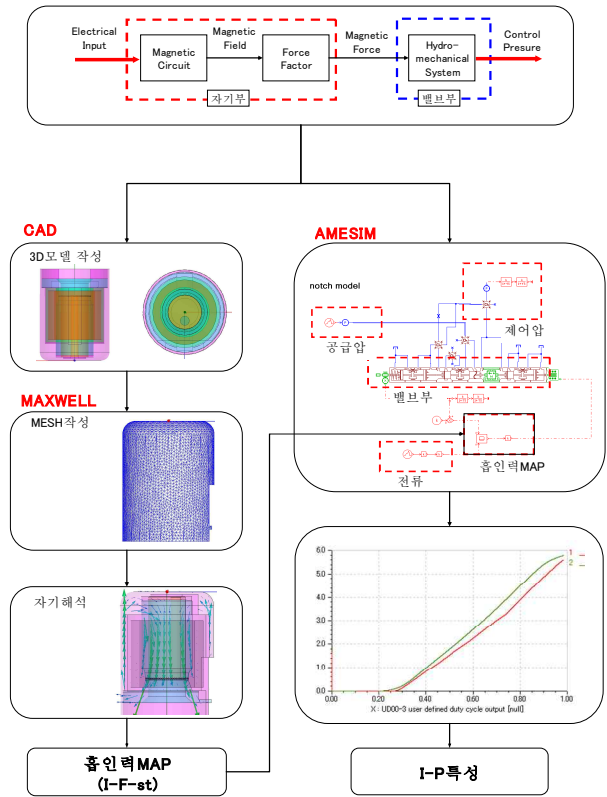 Electrical
Input
Magnetic
Circuit
Magnetic
Field
Force
Factor
Magnetic
Force
Hydro-
mechanical
System
Control
Presure
자기부
밸브부
CAD
3D모델 작성
MAXWELL
MESH작성
자기해석
흡인력MAP
(I-F-st)
AMESIM
notch model
제어압
공급압
밸브부
흡인력MAP
전류
6.0
5.0
4.0
3.0
2.0
1.0
0.0
0.00
0.20
0.40
0.60
0.80
1.00
1
2
X : UD00-3 user defined duty cycle output [null]
I-P특성